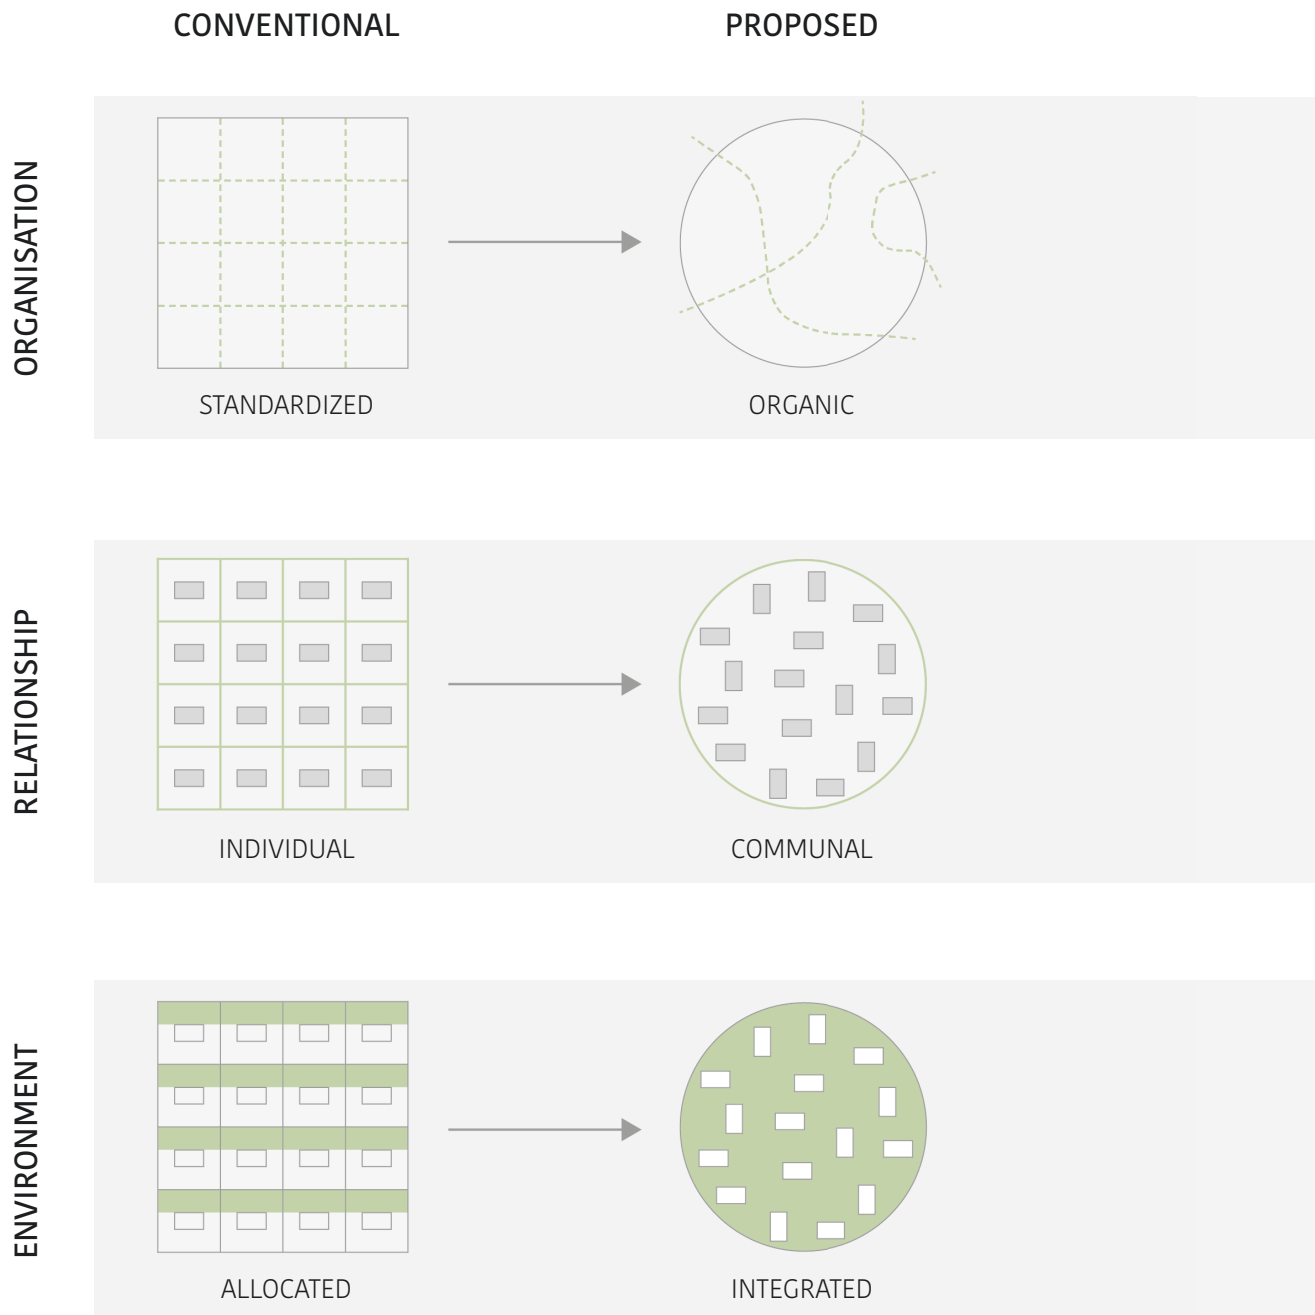 CONVENTIONAL
PROPOSED
ORGANISATION
STANDARDIZED
ORGANIC
RELATIONSHIP
INDIVIDUAL
COMMUNAL
ENVIRONMENT
ALLOCATED
INTEGRATED